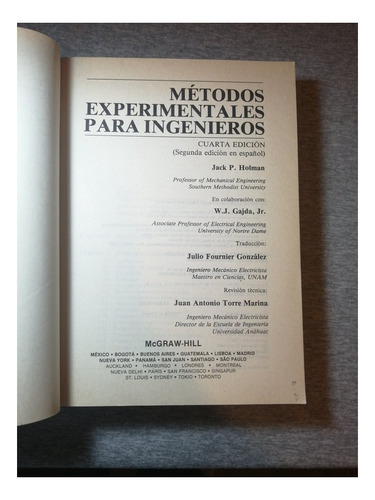 MÉTODOS
EXPERIMENTALES
PARA INGENIEROS
CUARTA EDICIÓN
(Segunda edición en español)
Jack P. Holman
Professor of Mechanical Engineering
Southern Methodist University
En colaboración con:
W.J. Gajda, Jr.
Associate Professor of Electrical Engineering
University of Notre Dame
Traducción:
Julio Fournier González
Ingeniero Mecánico Electricista
Maestro en Ciencias, UNAM
Revisión técnica:
Juan Antonio Torre Marina
Ingeniero Mecánico Electricista
Director de la Escuela de Ingeniería
Universidad Anáhuac
McGRAW-HILL
MÉXICO • BOGOTÁ • BUENOS AIRES • GUATEMALA • LISBOA • MADRID
NUEVA YORK • PANAMÁ • SAN JUAN • SANTIAGO • SÃO PAULO
AUCKLAND • HAMBURGO • LONDRES • MONTREAL
NUEVA DELHI • PARÍS • SAN FRANCISCO • SINGAPUR
ST. LOUIS • SYDNEY • TOKIO • TORONTO